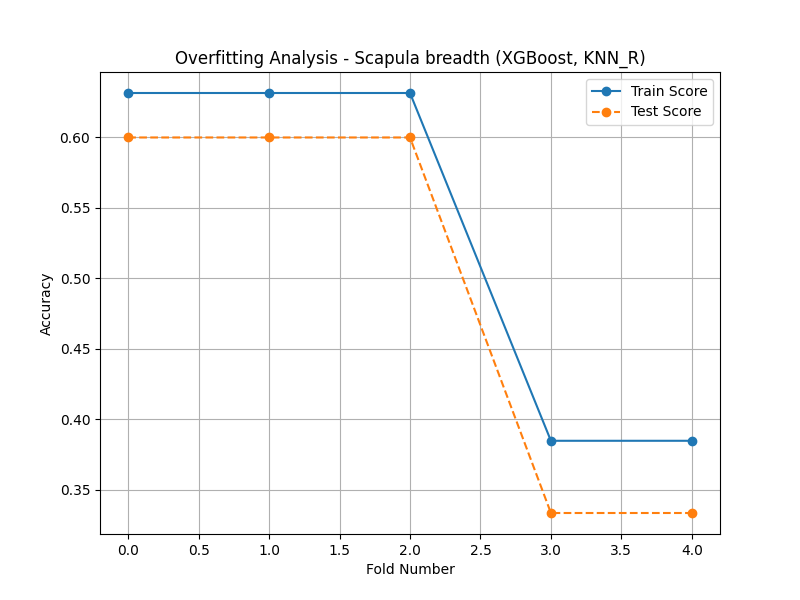 Overfitting Analysis - Scapula breadth (XGBoost, KNN_R)
Train Score
Test Score
Accuracy
0.60
0.55
0.50
0.45
0.40
0.35
0.0 0.5 1.0 1.5 2.0 2.5 3.0 3.5 4.0
Fold Number